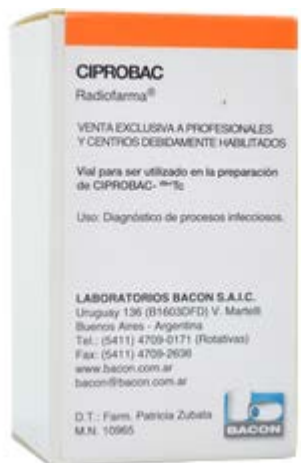 CIPROBAC
Radiofarma®
VENTA EXCLUSIVA A PROFESIONALES
Y CENTROS DEBIDAMENTE HABILITADOS
Vial para ser utilizado en la preparación
de CIPROBAC- ⁹⁹ᵐTc
Uso: Diagnóstico de procesos infecciosos.
LABORATORIOS BACON S.A.I.C.
Uruguay 136 (B1603DFD) V. Martelli
Buenos Aires - Argentina
Tel.: (5411) 4709-0171 (Rotativas)
Fax: (5411) 4709-2636
www.bacon.com.ar
bacon@bacon.com.ar
D.T.: Farm. Patricia Zubata
M.N. 10965
BACON